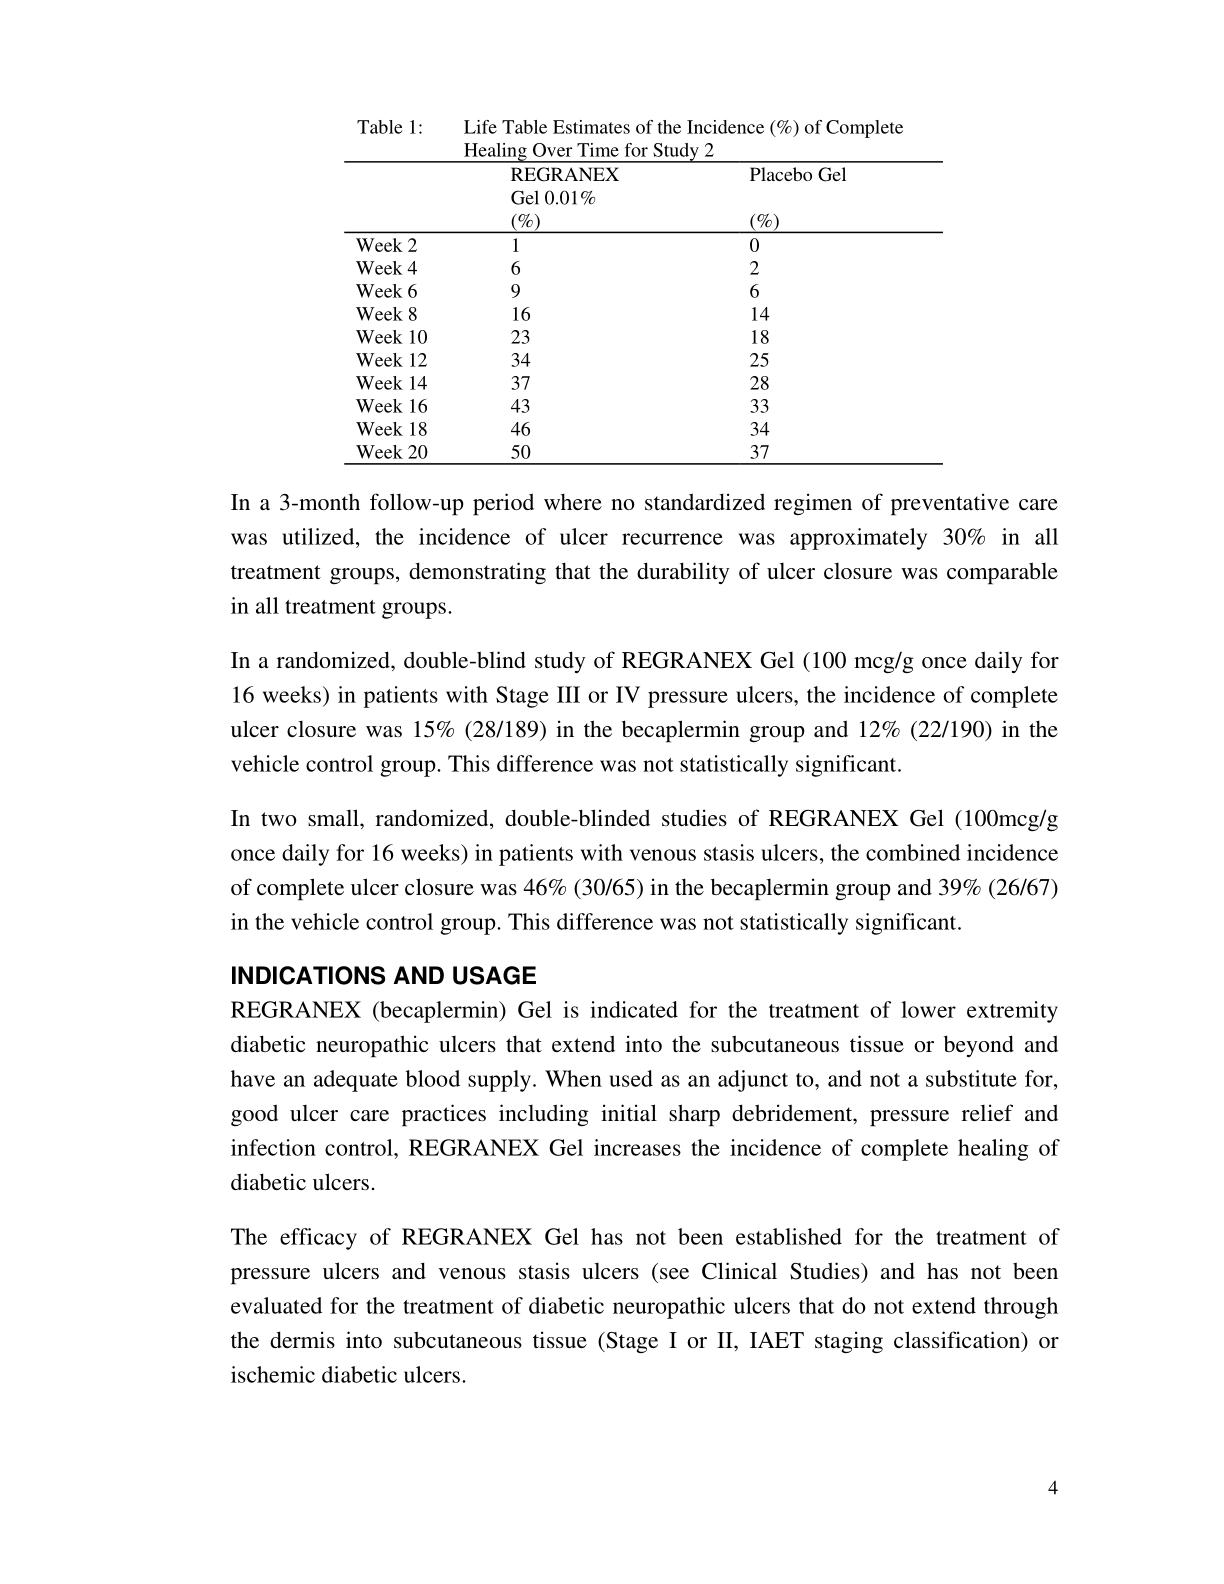 Table 1: Life Table Estimates of the Incidence (%) of Complete
Healing Over Time for Study 2
REGRANEX Placebo Gel
Gel 0.01%
(%) (%)
Week 2 1 0
Week 4 6 2
Week 6 9 6
Week 8 16 14
Week 10 23 18
Week 12 34 25
Week 14 37 28
Week 16 43 33
Week 18 46 34
Week 20 50 37
In a 3-month follow-up period where no standardized regimen of preventative care
was utilized, the incidence of ulcer recurrence was approximately 30% in all
treatment groups, demonstrating that the durability of ulcer closure was comparable
in all treatment groups.
In a randomized, double-blind study of REGRANEX Gel (100 mcg/g once daily for
16 weeks) in patients with Stage III or IV pressure ulcers, the incidence of complete
ulcer closure was 15% (28/189) in the becaplermin group and 12% (22/190) in the
vehicle control group. This difference was not statistically significant.
In two small, randomized, double-blinded studies of REGRANEX Gel (100mcg/g
once daily for 16 weeks) in patients with venous stasis ulcers, the combined incidence
of complete ulcer closure was 46% (30/65) in the becaplermin group and 39% (26/67)
in the vehicle control group. This difference was not statistically significant.
INDICATIONS AND USAGE
REGRANEX (becaplermin) Gel is indicated for the treatment of lower extremity
diabetic neuropathic ulcers that extend into the subcutaneous tissue or beyond and
have an adequate blood supply. When used as an adjunct to, and not a substitute for,
good ulcer care practices including initial sharp debridement, pressure relief and
infection control, REGRANEX Gel increases the incidence of complete healing of
diabetic ulcers.
The efficacy of REGRANEX Gel has not been established for the treatment of
pressure ulcers and venous stasis ulcers (see Clinical Studies) and has not been
evaluated for the treatment of diabetic neuropathic ulcers that do not extend through
the dermis into subcutaneous tissue (Stage I or II, IAET staging classification) or
ischemic diabetic ulcers.
4